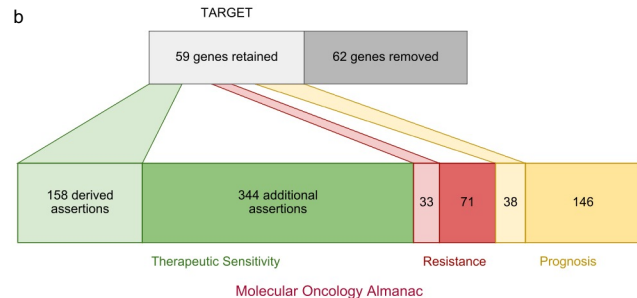 b
TARGET
59 genes retained
62 genes removed
158 derived
assertions
344 additional
assertions
33
71
38
146
Therapeutic Sensitivity
Resistance
Prognosis
Molecular Oncology Almanac